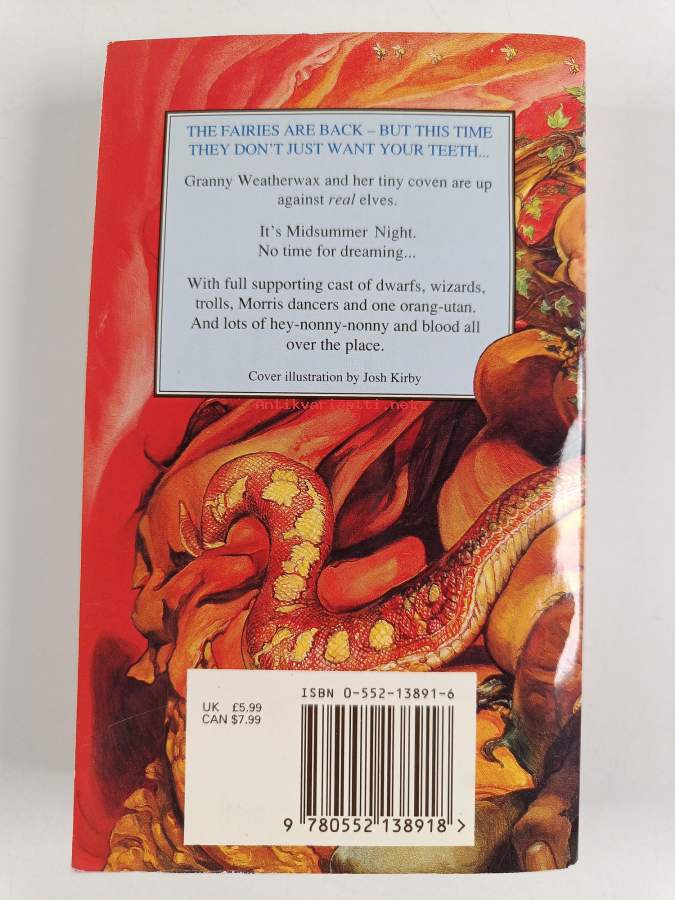 THE FAIRIES ARE BACK – BUT THIS TIME
THEY DON'T JUST WANT YOUR TEETH...
Granny Weatherwax and her tiny coven are up
against real elves.
It's Midsummer Night.
No time for dreaming...
With full supporting cast of dwarfs, wizards,
trolls, Morris dancers and one orang-utan.
And lots of hey-nonny-nonny and blood all
over the place.
Cover illustration by Josh Kirby
antikvariaatti.net
UK £5.99
CAN $7.99
ISBN 0-552-13891-6
9 780552 138918 >